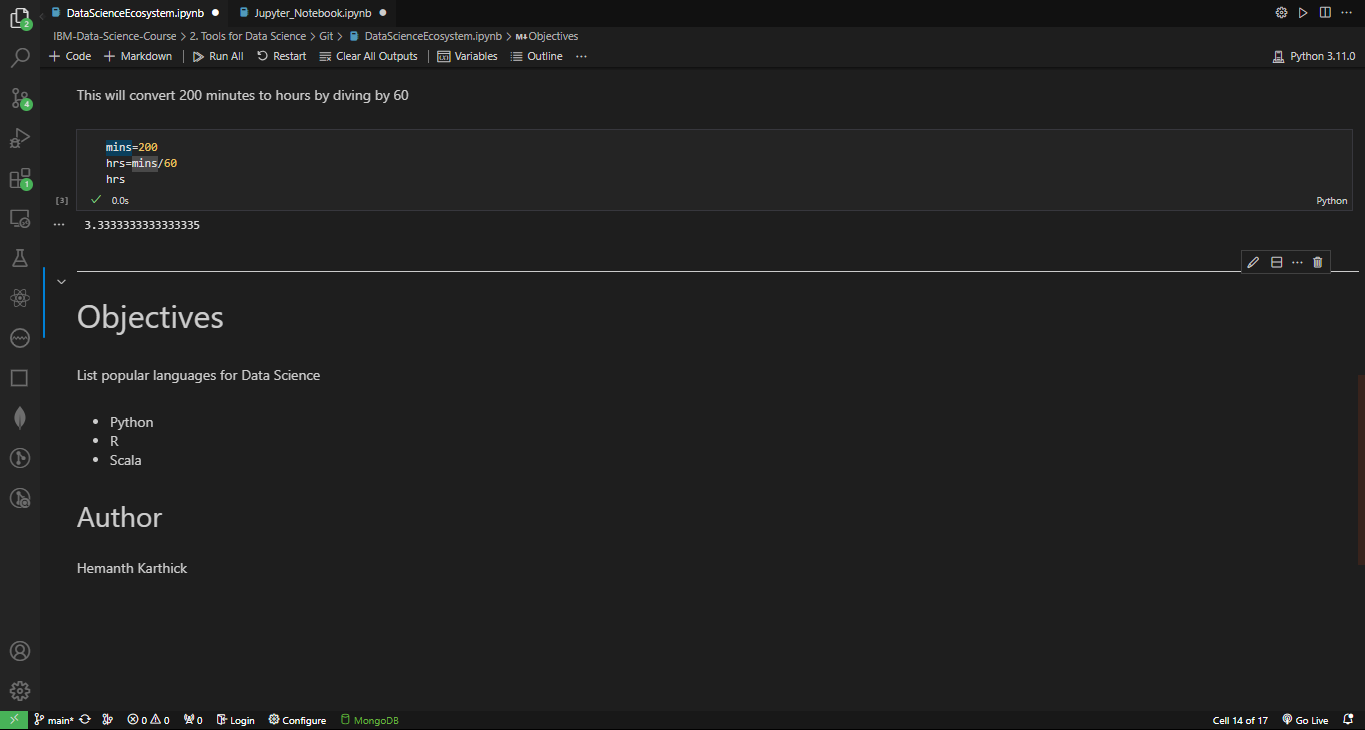 DataScienceEcosystem.ipynb
Jupyter_Notebook.ipynb
IBM-Data-Science-Course > 2. Tools for Data Science > Git > DataScienceEcosystem.ipynb > M↓Objectives
+ Code + Markdown Run All Restart Clear All Outputs Variables Outline ... Python 3.11.0
This will convert 200 minutes to hours by diving by 60
mins=200
hrs=mins/60
hrs
[3] 0.0s Python
... 3.3333333333333335
Objectives
List popular languages for Data Science
• Python
• R
• Scala
Author
Hemanth Karthick
2
4
1
main* 0 0 0 Login Configure MongoDB Cell 14 of 17 Go Live